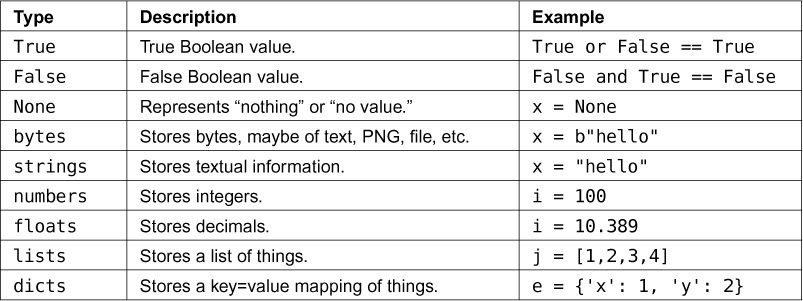 Type Description Example
True True Boolean value. True or False == True
False False Boolean value. False and True == False
None Represents “nothing” or “no value.” x = None
bytes Stores bytes, maybe of text, PNG, file, etc. x = b"hello"
strings Stores textual information. x = "hello"
numbers Stores integers. i = 100
floats Stores decimals. i = 10.389
lists Stores a list of things. j = [1,2,3,4]
dicts Stores a key=value mapping of things. e = {'x': 1, 'y': 2}